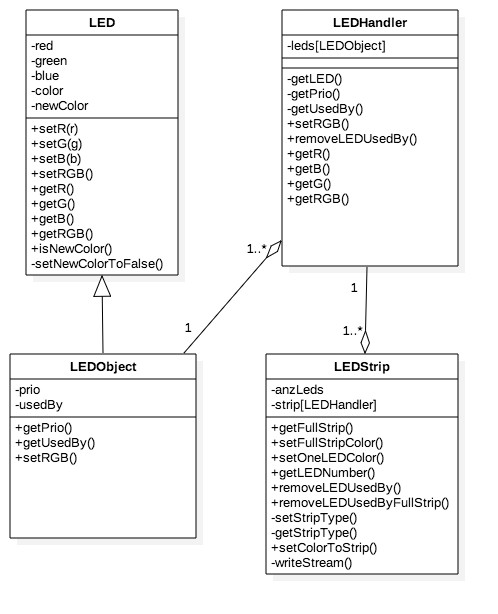 LED
-red
-green
-blue
-color
-newColor
+setR(r)
+setG(g)
+setB(b)
+setRGB()
+getR()
+getG()
+getB()
+getRGB()
+isNewColor()
-setNewColorToFalse()
LEDHandler
-leds[LEDObject]
-getLED()
-getPrio()
-getUsedBy()
+setRGB()
+removeLEDUsedBy()
+getR()
+getB()
+getG()
+getRGB()
1..*
1
1
1..*
LEDObject
-prio
-usedBy
+getPrio()
+getUsedBy()
+setRGB()
LEDStrip
-anzLeds
-strip[LEDHandler]
+getFullStrip()
+setFullStripColor()
+setOneLEDColor()
+getLEDNumber()
+removeLEDUsedBy()
+removeLEDUsedByFullStrip()
-setStripType()
-getStripType()
+setColorToStrip()
-writeStream()